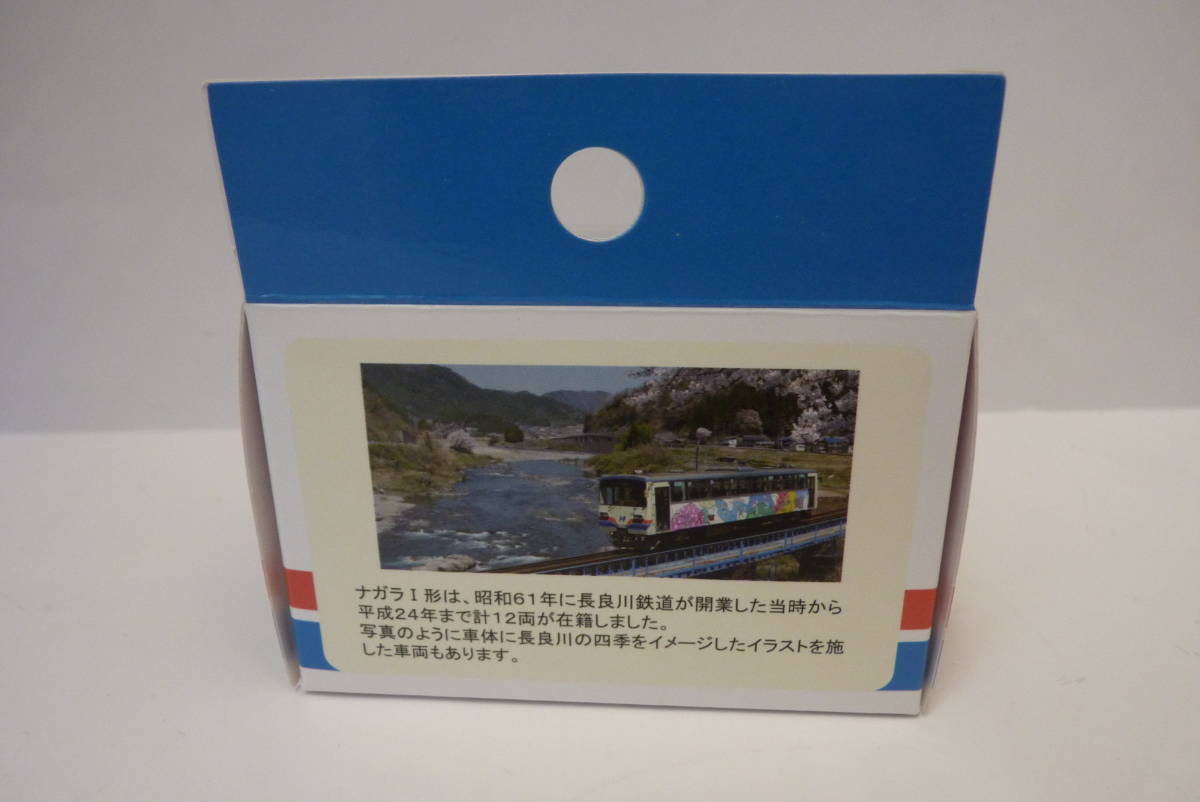 ナガラⅠ形は、昭和61年に長良川鉄道が開業した当時から
平成24年まで計12両が在籍しました。
写真のように車体に長良川の四季をイメージしたイラストを施
した車両もあります。